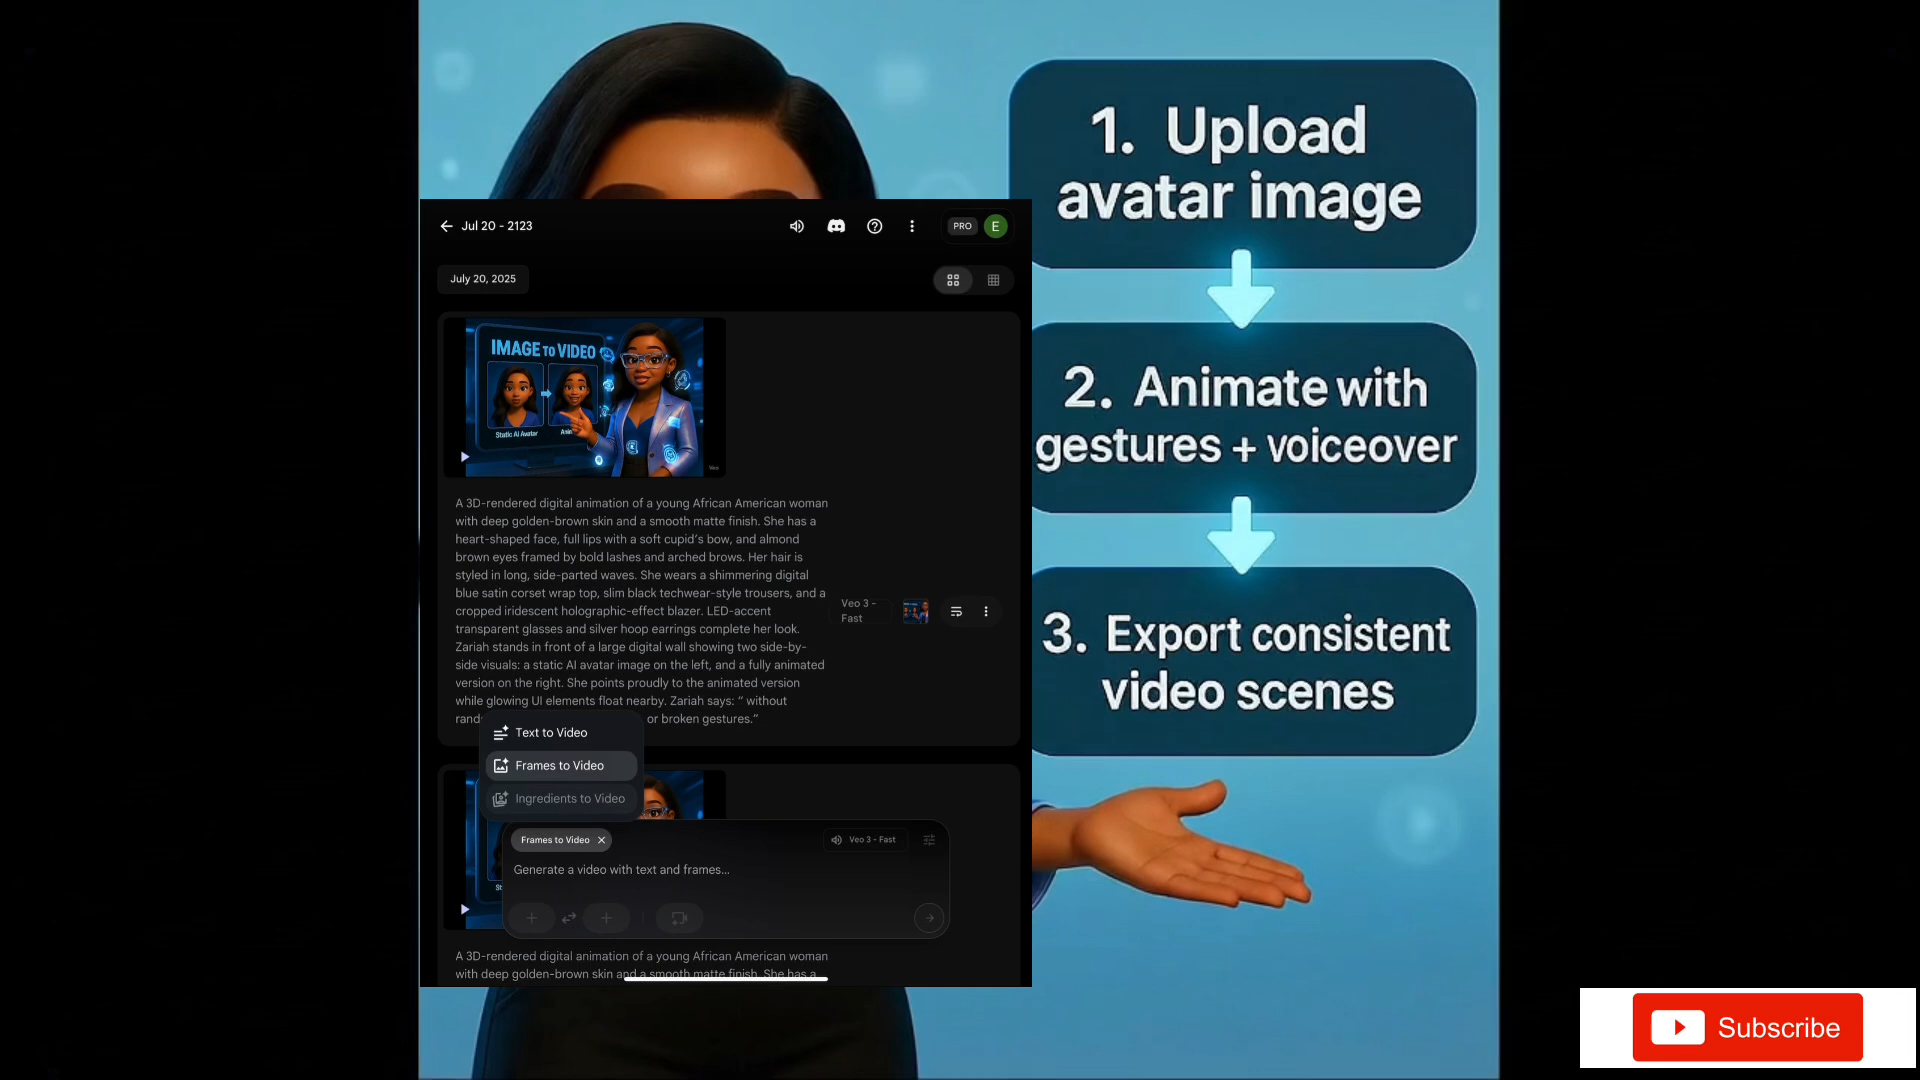 1. Upload
avatar image
2. Animate with
gestures + voiceover
3. Export consistent
video scenes
Jul 20 - 2123
PRO
E
July 20, 2025
IMAGE TO VIDEO
Static AI Avatar
Veo
A 3D-rendered digital animation of a young African American woman
with deep golden-brown skin and a smooth matte finish. She has a
heart-shaped face, full lips with a soft cupid's bow, and almond
brown eyes framed by bold lashes and arched brows. Her hair is
styled in long, side-parted waves. She wears a shimmering digital
blue satin corset wrap top, slim black techwear-style trousers, and a
cropped iridescent holographic-effect blazer. LED-accent
transparent glasses and silver hoop earrings complete her look.
Zariah stands in front of a large digital wall showing two side-by-
side visuals: a static AI avatar image on the left, and a fully animated
version on the right. She points proudly to the animated version
while glowing UI elements float nearby. Zariah says: “ without
rand
or broken gestures.”
Veo 3 -
Fast
Text to Video
Frames to Video
Ingredients to Video
Frames to Video
Veo 3 - Fast
Generate a video with text and frames...
St
A 3D-rendered digital animation of a young African American woman
with deep golden-brown skin and a smooth matte finish. She has a
Subscribe